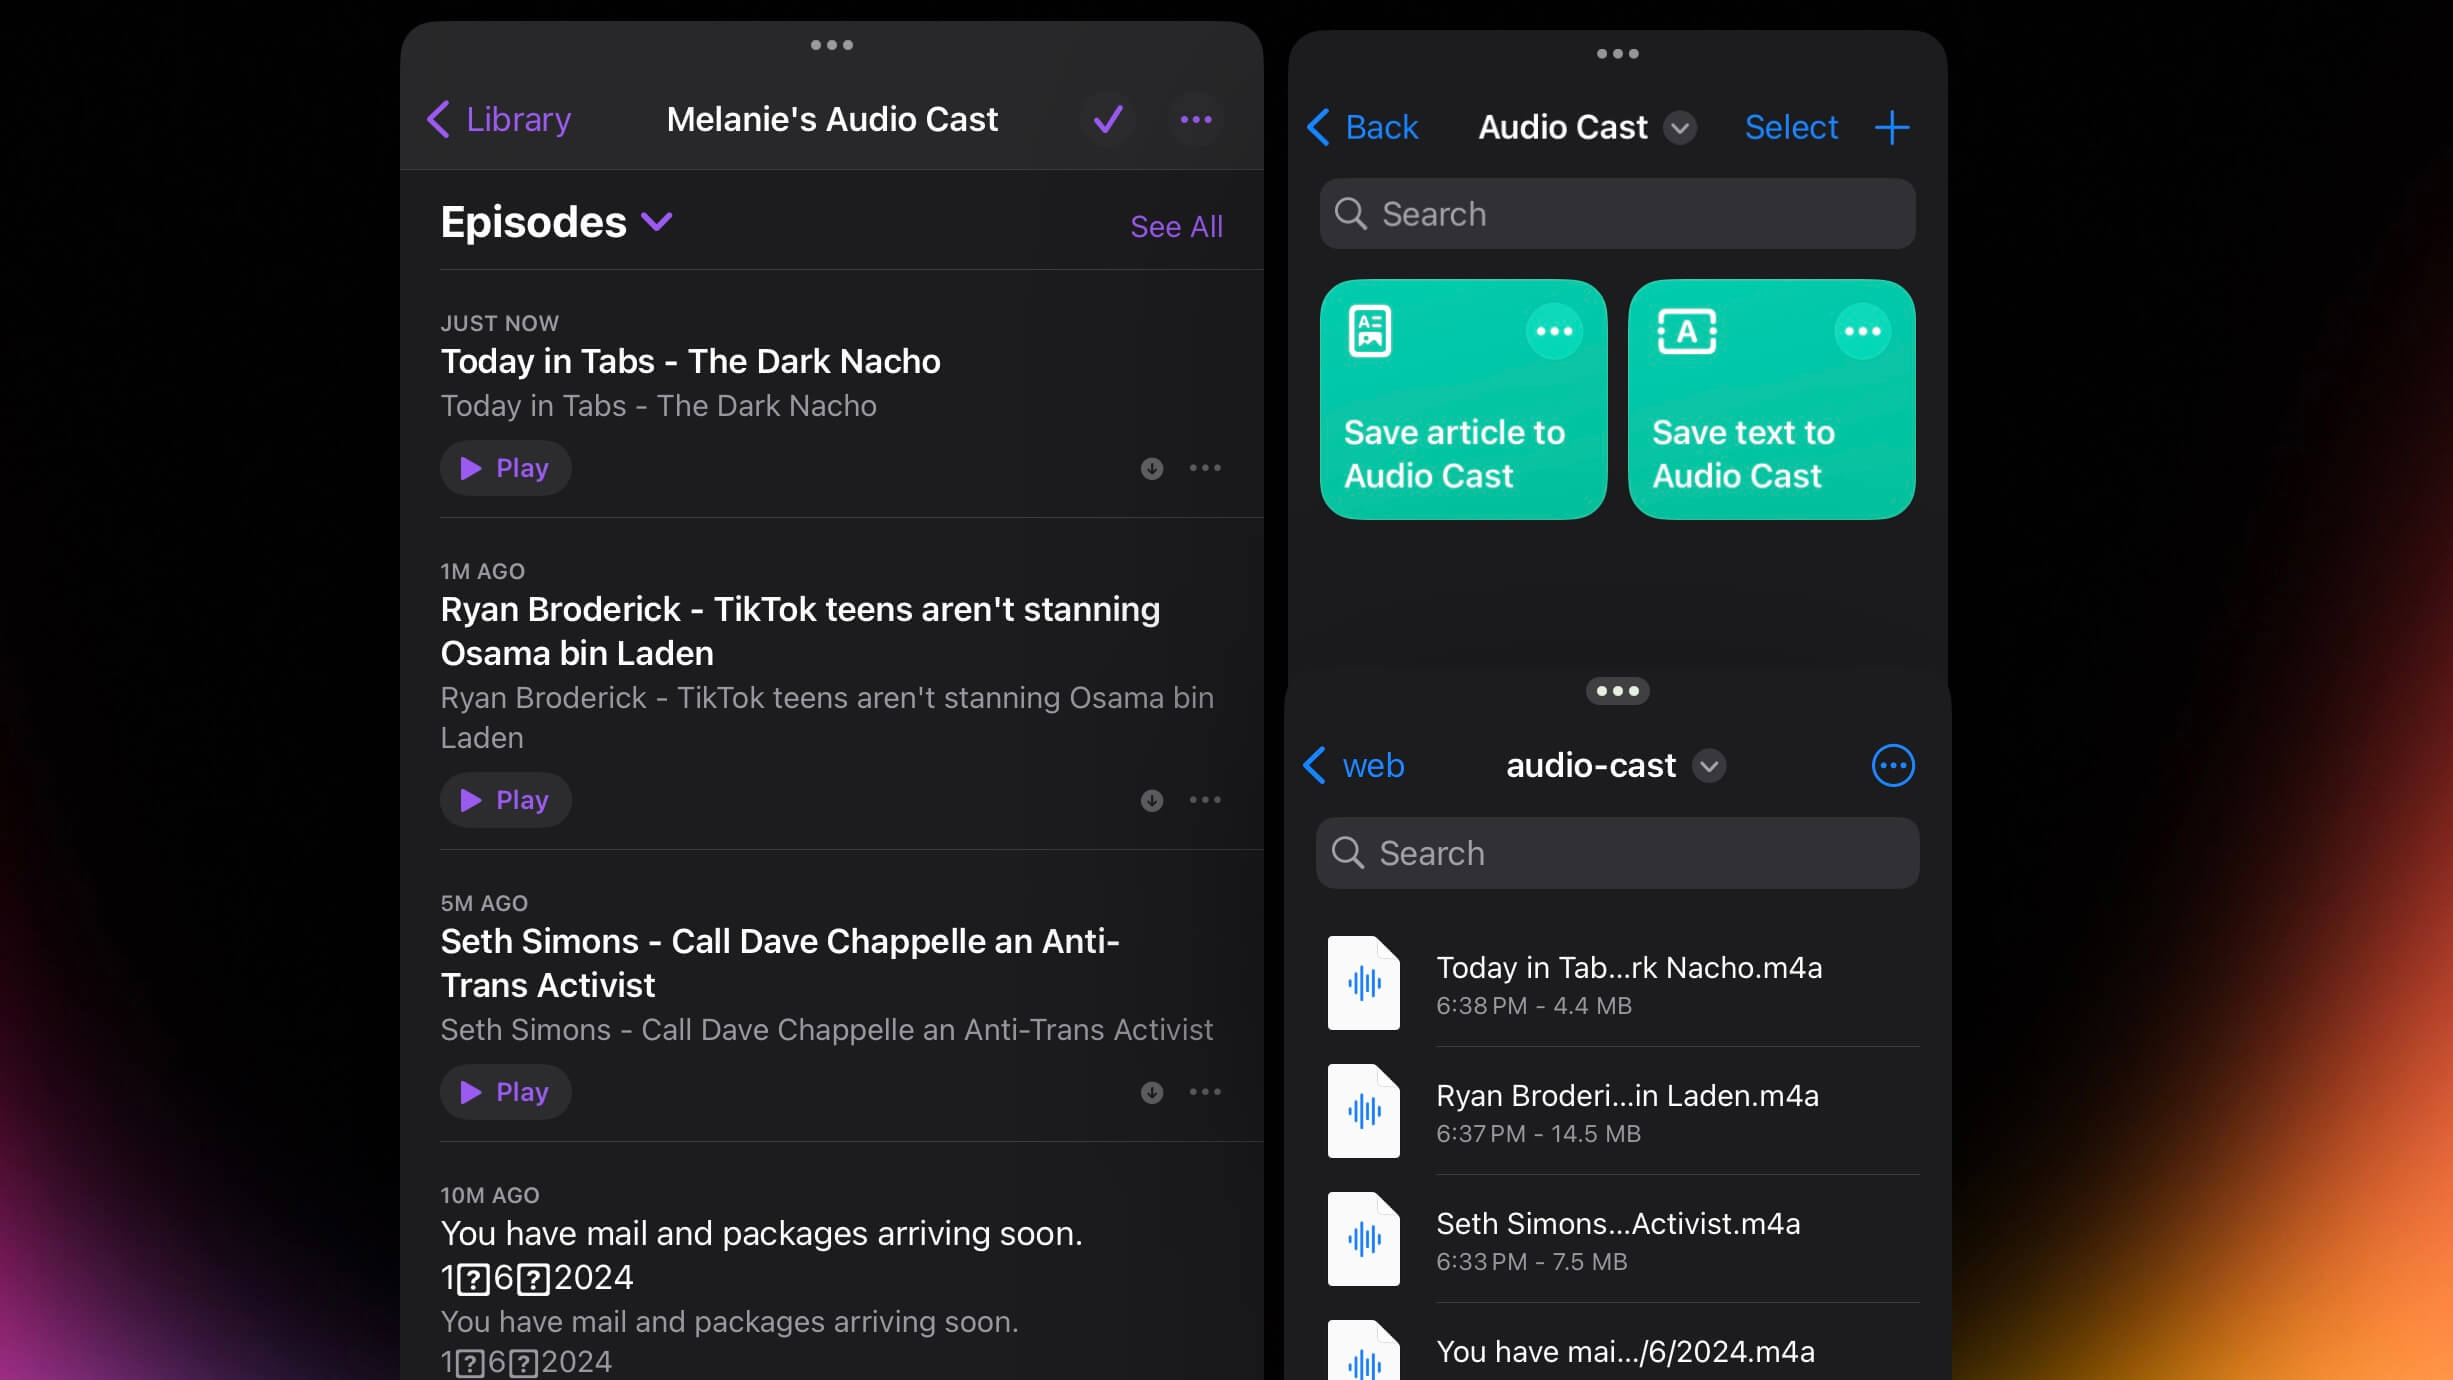 Library
Melanie's Audio Cast
Episodes
See All
JUST NOW
Today in Tabs - The Dark Nacho
Today in Tabs - The Dark Nacho
Play
1M AGO
Ryan Broderick - TikTok teens aren't stanning
Osama bin Laden
Ryan Broderick - TikTok teens aren't stanning Osama bin
Laden
Play
5M AGO
Seth Simons - Call Dave Chappelle an Anti-
Trans Activist
Seth Simons - Call Dave Chappelle an Anti-Trans Activist
Play
10M AGO
You have mail and packages arriving soon.
1⍰6⍰2024
You have mail and packages arriving soon.
1⍰6⍰2024
Back
Audio Cast
Select
Search
Save article to
Audio Cast
Save text to
Audio Cast
web
audio-cast
Search
Today in Tab...rk Nacho.m4a
6:38 PM - 4.4 MB
Ryan Broderi...in Laden.m4a
6:37 PM - 14.5 MB
Seth Simons...Activist.m4a
6:33 PM - 7.5 MB
You have mai.../6/2024.m4a